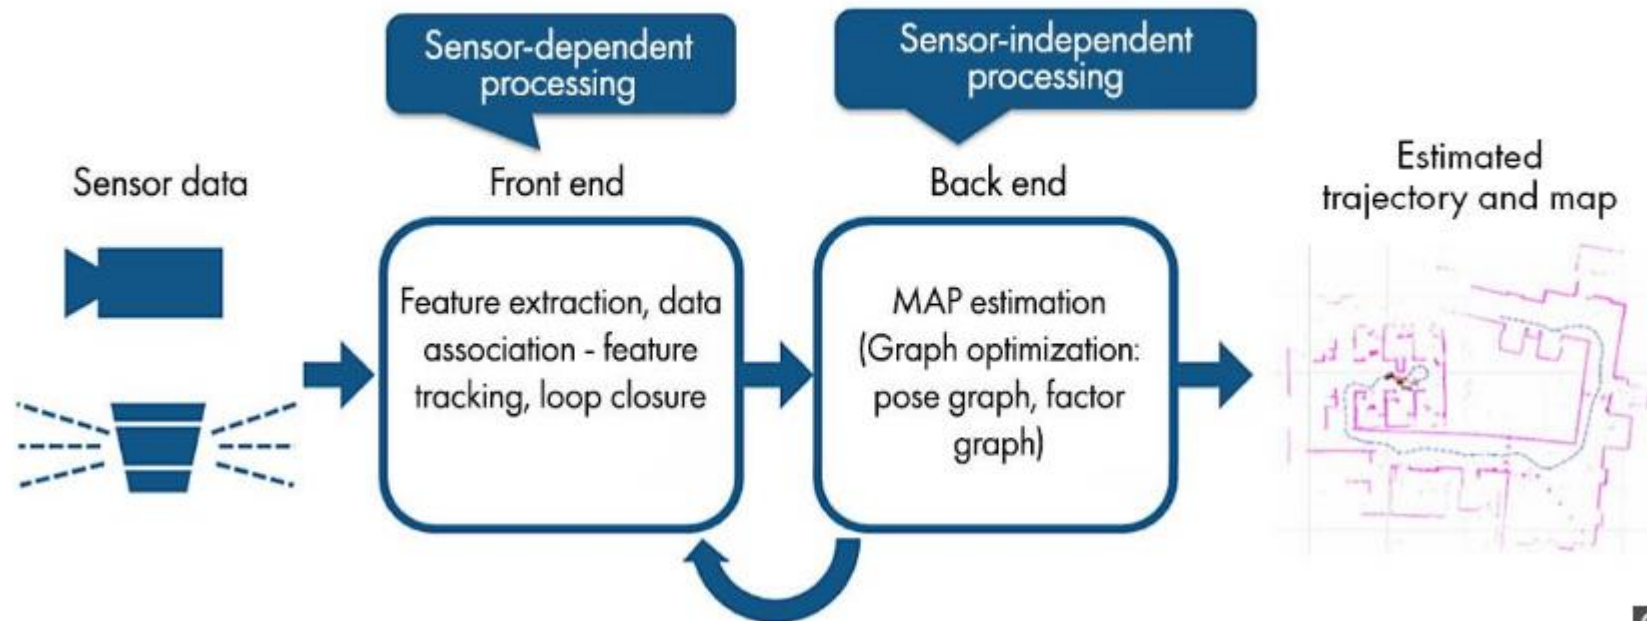 Sensor-dependent
processing
Sensor-independent
processing
Sensor data
Front end
Back end
Estimated
trajectory and map
Feature extraction, data
association - feature
tracking, loop closure
MAP estimation
(Graph optimization:
pose graph, factor
graph)